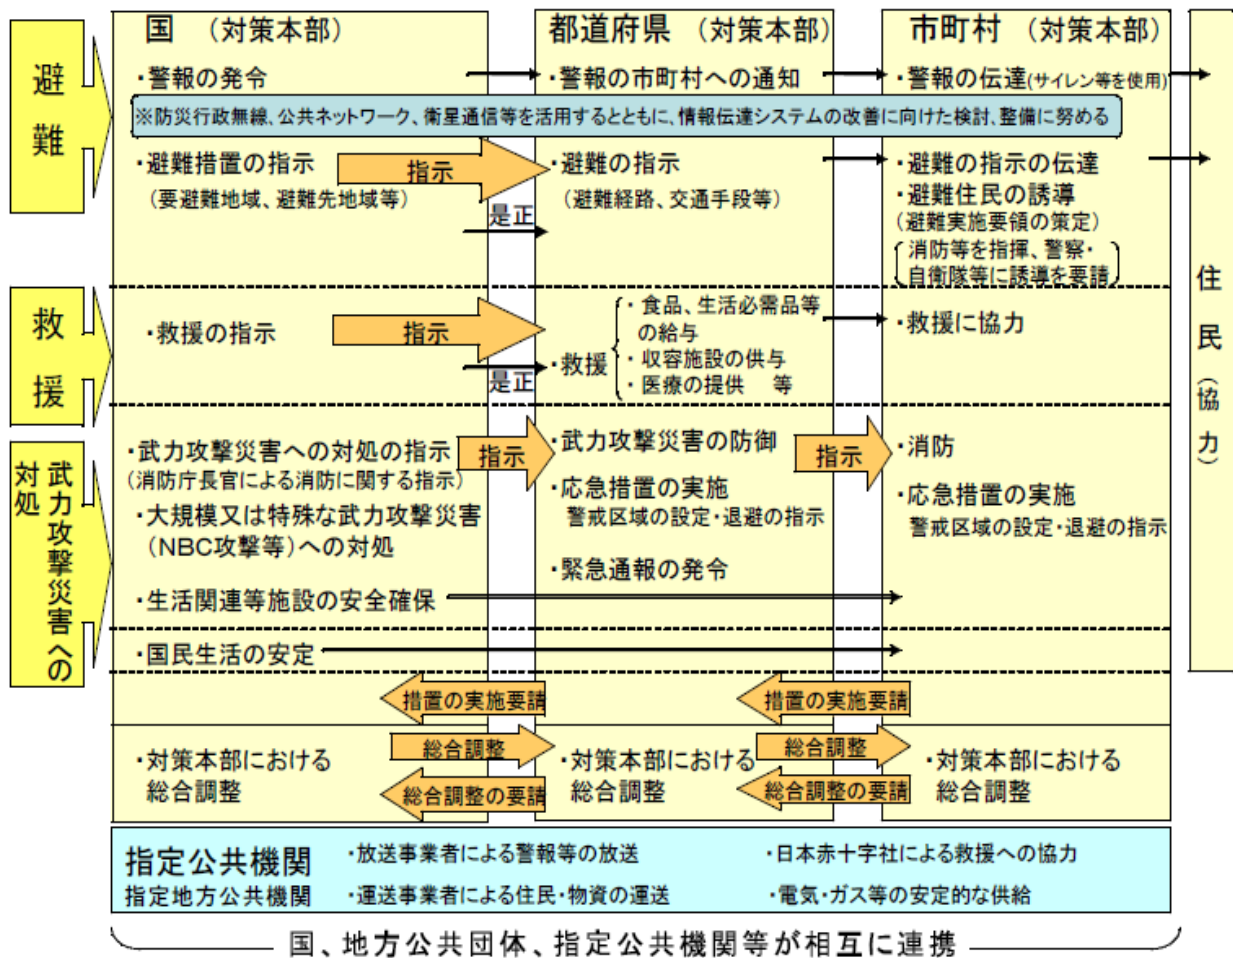 国 （対策本部）
都道府県 （対策本部）
市町村 （対策本部）
避難
・警報の発令
・警報の市町村への通知
・警報の伝達(サイレン等を使用)
※防災行政無線、公共ネットワーク、衛星通信等を活用するとともに、情報伝達システムの改善に向けた検討、整備に努める
・避難措置の指示
（要避難地域、避難先地域等）
指示
是正
・避難の指示
（避難経路、交通手段等）
・避難の指示の伝達
・避難住民の誘導
（避難実施要領の策定）
消防等を指揮、警察・
自衛隊等に誘導を要請
救援
・救援の指示
指示
是正
・救援
・食品、生活必需品等
の給与
・収容施設の供与
・医療の提供 等
・救援に協力
武力攻撃災害への
対処
・武力攻撃災害への対処の指示
（消防庁長官による消防に関する指示）
・大規模又は特殊な武力攻撃災害
（NBC攻撃等）への対処
・生活関連等施設の安全確保
指示
・武力攻撃災害の防御
・応急措置の実施
警戒区域の設定・退避の指示
・緊急通報の発令
指示
・消防
・応急措置の実施
警戒区域の設定・退避の指示
・国民生活の安定
措置の実施要請
措置の実施要請
・対策本部における
総合調整
総合調整
総合調整の要請
・対策本部における
総合調整
総合調整
総合調整の要請
・対策本部における
総合調整
住民（協力）
指定公共機関
指定地方公共機関
・放送事業者による警報等の放送
・日本赤十字社による救援への協力
・運送事業者による住民・物資の運送
・電気・ガス等の安定的な供給
国、地方公共団体、指定公共機関等が相互に連携